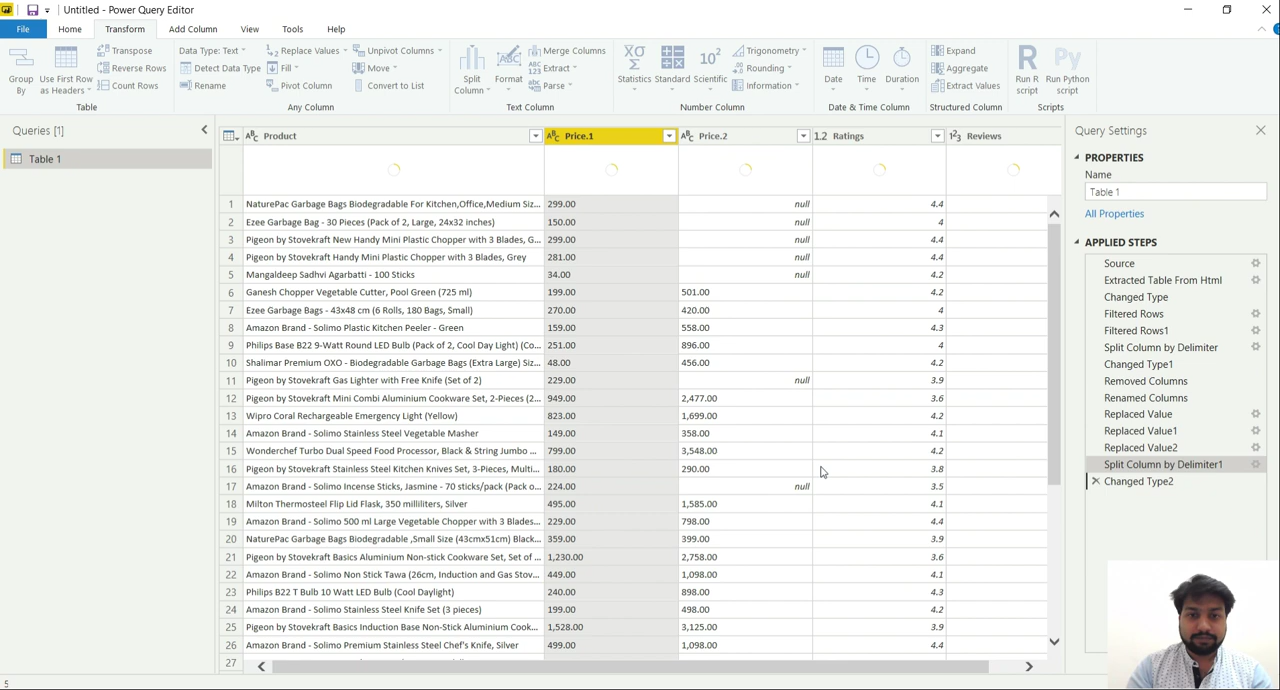 Untitled - Power Query Editor
File Home Transform Add Column View Tools Help
Group By
Use First Row as Headers
Transpose
Reverse Rows
Count Rows
Table
Data Type: Text
Detect Data Type
Rename
Replace Values
Fill
Pivot Column
Unpivot Columns
Move
Convert to List
Any Column
Split Column
Format
Merge Columns
Extract
Parse
Text Column
Statistics
Standard
Scientific
Trigonometry
Rounding
Information
Number Column
Date
Time
Duration
Date & Time Column
Expand
Aggregate
Extract Values
Structured Column
Run R script
Run Python script
Scripts
Queries [1]
Table 1
Product Price.1 Price.2 1.2 Ratings 123 Reviews
1 NaturePac Garbage Bags Biodegradable For Kitchen,Office,Medium Size... 299.00 null 4.4
2 Ezee Garbage Bag - 30 Pieces (Pack of 2, Large, 24x32 inches) 150.00 null 4
3 Pigeon by Stovekraft New Handy Mini Plastic Chopper with 3 Blades, G... 299.00 null 4.4
4 Pigeon by Stovekraft Handy Mini Plastic Chopper with 3 Blades, Grey 281.00 null 4.4
5 Mangaldeep Sadhvi Agarbatti - 100 Sticks 34.00 null 4.2
6 Ganesh Chopper Vegetable Cutter, Pool Green (725 ml) 199.00 501.00 4.2
7 Ezee Garbage Bags - 43x48 cm (6 Rolls, 180 Bags, Small) 270.00 420.00 4
8 Amazon Brand - Solimo Plastic Kitchen Peeler - Green 159.00 558.00 4.3
9 Philips Base B22 9-Watt Round LED Bulb (Pack of 2, Cool Day Light) (Co... 251.00 896.00 4
10 Shalimar Premium OXO - Biodegradable Garbage Bags (Extra Large) Siz... 48.00 456.00 4.2
11 Pigeon by Stovekraft Gas Lighter with Free Knife (Set of 2) 229.00 null 3.9
12 Pigeon by Stovekraft Mini Combi Aluminium Cookware Set, 2-Pieces (2... 949.00 2,477.00 3.6
13 Wipro Coral Rechargeable Emergency Light (Yellow) 823.00 1,699.00 4.2
14 Amazon Brand - Solimo Stainless Steel Vegetable Masher 149.00 358.00 4.1
15 Wonderchef Turbo Dual Speed Food Processor, Black & String Jumbo ... 799.00 3,548.00 4.2
16 Pigeon by Stovekraft Stainless Steel Kitchen Knives Set, 3-Pieces, Multi... 180.00 290.00 3.8
17 Amazon Brand - Solimo Incense Sticks, Jasmine - 70 sticks/pack (Pack o... 224.00 null 3.5
18 Milton Thermosteel Flip Lid Flask, 350 milliliters, Silver 495.00 1,585.00 4.1
19 Amazon Brand - Solimo 500 ml Large Vegetable Chopper with 3 Blades... 229.00 798.00 4.4
20 NaturePac Garbage Bags Biodegradable ,Small Size (43cmx51cm) Black... 359.00 399.00 3.9
21 Pigeon by Stovekraft Basics Aluminium Non-stick Cookware Set, Set of ... 1,230.00 2,758.00 3.6
22 Amazon Brand - Solimo Non Stick Tawa (26cm, Induction and Gas Stov... 449.00 1,098.00 4.1
23 Philips B22 T Bulb 10 Watt LED Bulb (Cool Daylight) 240.00 898.00 4.3
24 Amazon Brand - Solimo Stainless Steel Knife Set (3 pieces) 199.00 498.00 4.2
25 Pigeon by Stovekraft Basics Induction Base Non-Stick Aluminium Cook... 1,528.00 3,125.00 3.9
26 Amazon Brand - Solimo Premium Stainless Steel Chef's Knife, Silver 499.00 1,098.00 4.4
27
Query Settings
PROPERTIES
Name
Table 1
All Properties
APPLIED STEPS
Source
Extracted Table From Html
Changed Type
Filtered Rows
Filtered Rows1
Split Column by Delimiter
Changed Type1
Removed Columns
Renamed Columns
Replaced Value
Replaced Value1
Replaced Value2
Split Column by Delimiter1
Changed Type2